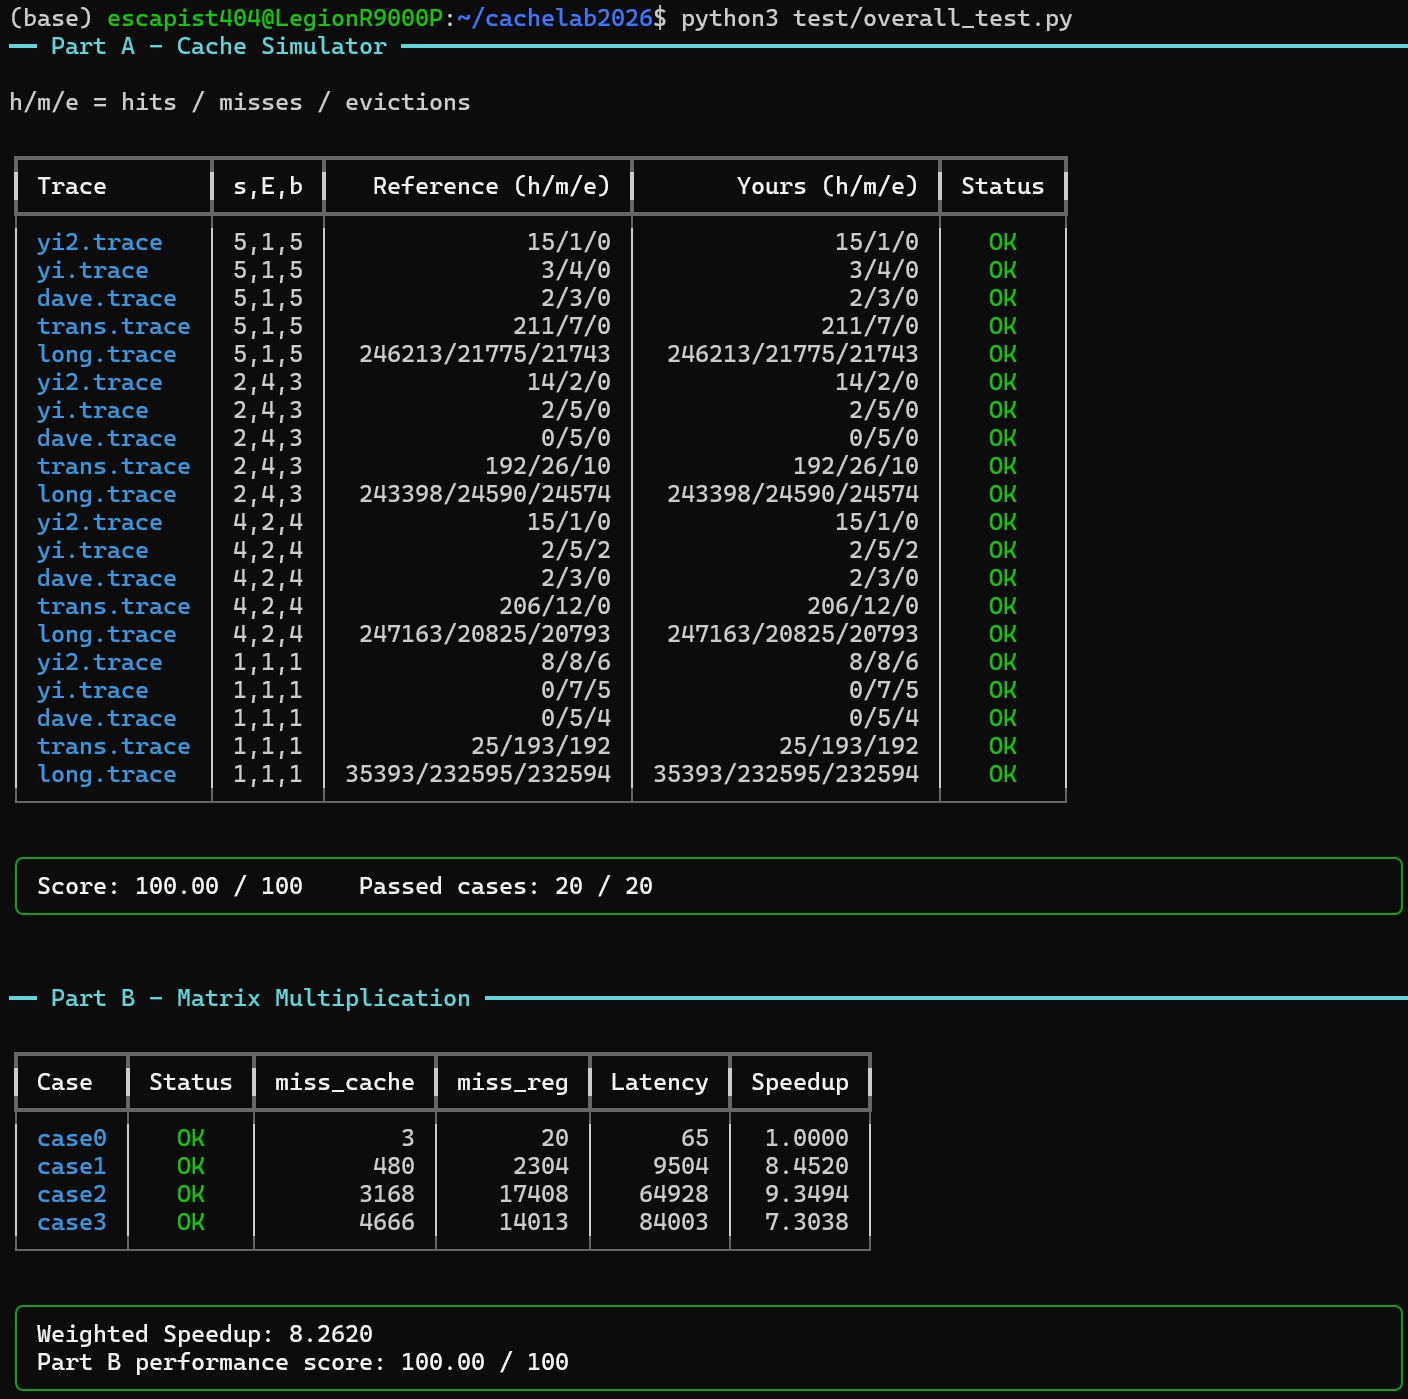 (base) escapist404@LegionR9000P:~/cachelab2026$ python3 test/overall_test.py
Part A - Cache Simulator
h/m/e = hits / misses / evictions
Trace s,E,b Reference (h/m/e) Yours (h/m/e) Status
yi2.trace 5,1,5 15/1/0 15/1/0 OK
yi.trace 5,1,5 3/4/0 3/4/0 OK
dave.trace 5,1,5 2/3/0 2/3/0 OK
trans.trace 5,1,5 211/7/0 211/7/0 OK
long.trace 5,1,5 246213/21775/21743 246213/21775/21743 OK
yi2.trace 2,4,3 14/2/0 14/2/0 OK
yi.trace 2,4,3 2/5/0 2/5/0 OK
dave.trace 2,4,3 0/5/0 0/5/0 OK
trans.trace 2,4,3 192/26/10 192/26/10 OK
long.trace 2,4,3 243398/24590/24574 243398/24590/24574 OK
yi2.trace 4,2,4 15/1/0 15/1/0 OK
yi.trace 4,2,4 2/5/2 2/5/2 OK
dave.trace 4,2,4 2/3/0 2/3/0 OK
trans.trace 4,2,4 206/12/0 206/12/0 OK
long.trace 4,2,4 247163/20825/20793 247163/20825/20793 OK
yi2.trace 1,1,1 8/8/6 8/8/6 OK
yi.trace 1,1,1 0/7/5 0/7/5 OK
dave.trace 1,1,1 0/5/4 0/5/4 OK
trans.trace 1,1,1 25/193/192 25/193/192 OK
long.trace 1,1,1 35393/232595/232594 35393/232595/232594 OK
Score: 100.00 / 100 Passed cases: 20 / 20
Part B - Matrix Multiplication
Case Status miss_cache miss_reg Latency Speedup
case0 OK 3 20 65 1.0000
case1 OK 480 2304 9504 8.4520
case2 OK 3168 17408 64928 9.3494
case3 OK 4666 14013 84003 7.3038
Weighted Speedup: 8.2620
Part B performance score: 100.00 / 100